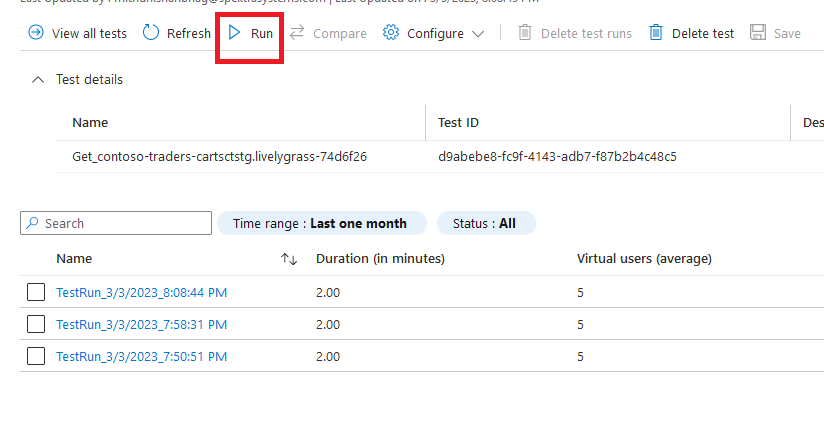 View all tests Refresh Run Compare Configure Delete test runs Delete test Save
Test details
Name Test ID Des
Get_contoso-traders-cartsctstg.livelygrass-74d6f26 d9abebe8-fc9f-4143-adb7-f87b2b4c48c5
Search Time range : Last one month Status : All
Name Duration (in minutes) Virtual users (average)
TestRun_3/3/2023_8:08:44 PM 2.00 5
TestRun_3/3/2023_7:58:31 PM 2.00 5
TestRun_3/3/2023_7:50:51 PM 2.00 5